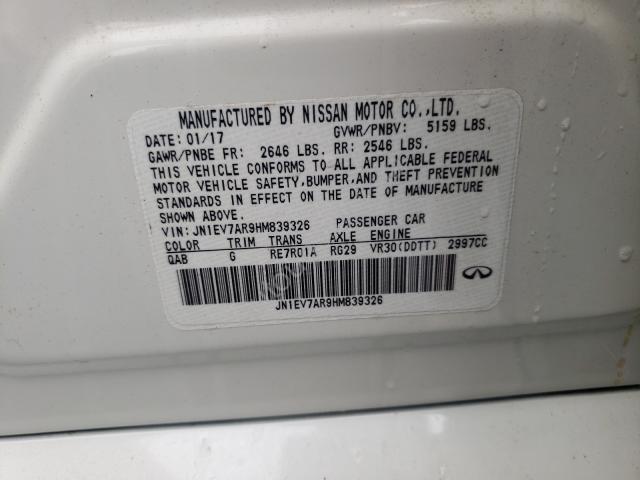 MANUFACTURED BY NISSAN MOTOR CO.,LTD.
DATE: 01/17 GVWR/PNBV: 5159 LBS.
GAWR/PNBE FR: 2646 LBS. RR: 2546 LBS.
THIS VEHICLE CONFORMS TO ALL APPLICABLE FEDERAL
MOTOR VEHICLE SAFETY,BUMPER,AND THEFT PREVENTION
STANDARDS IN EFFECT ON THE DATE OF MANUFACTURE
SHOWN ABOVE.
VIN: JN1EV7AR9HM839326 PASSENGER CAR
COLOR TRIM TRANS AXLE ENGINE
QAB G RE7R01A RG29 VR30(DDTT) 2997CC
JN1EV7AR9HM839326